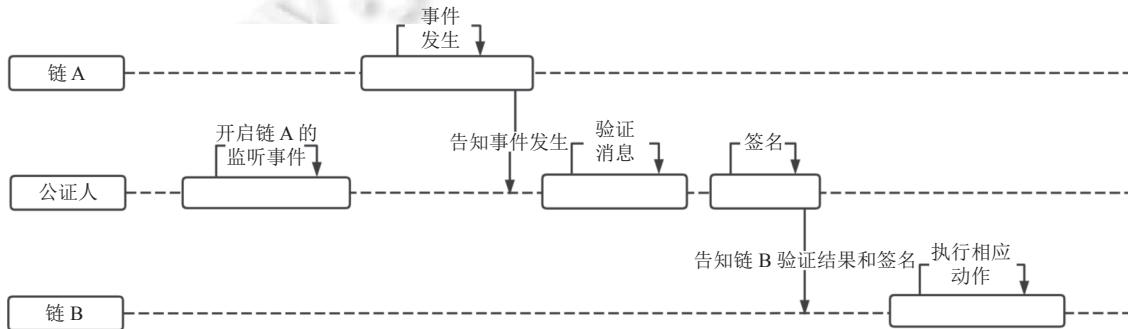 事件
发生
链 A
开启链 A 的
监听事件
告知事件发生
验证
消息
签名
公证人
告知链 B 验证结果和签名
执行相应
动作
链 B